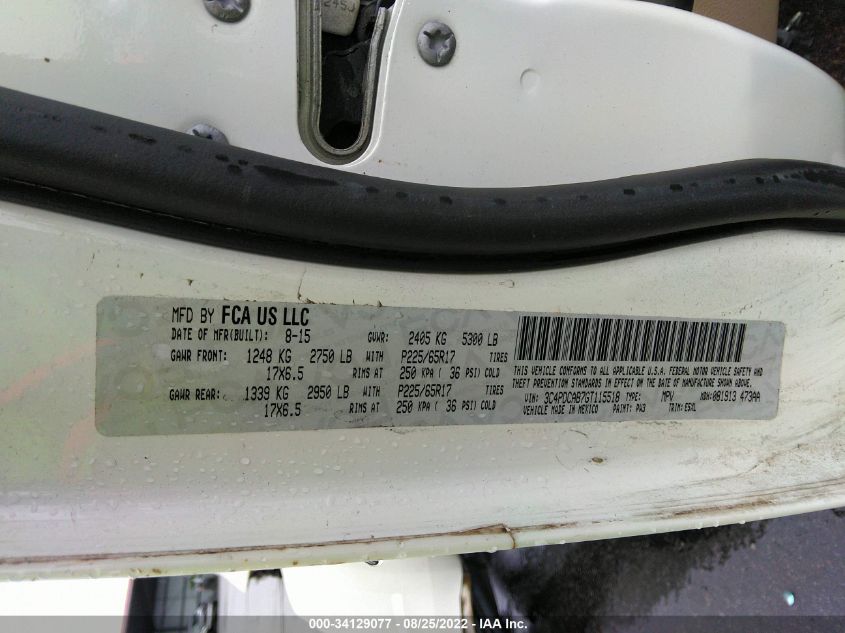 MFD BY FCA US LLC
DATE OF MFR(BUILT): 8-15 GVWR: 2405 KG 5300 LB
GAWR FRONT: 1248 KG 2750 LB WITH P225/65R17 TIRES
17X6.5 RIMS AT 250 KPA ( 36 PSI) COLD
GAWR REAR: 1339 KG 2950 LB WITH P225/65R17 TIRES
17X6.5 RIMS AT 250 KPA ( 36 PSI) COLD
THIS VEHICLE CONFORMS TO ALL APPLICABLE U.S.A. FEDERAL MOTOR VEHICLE SAFETY, BUMPER AND
THEFT PREVENTION STANDARDS IN EFFECT ON THE DATE OF MANUFACTURE SHOWN ABOVE.
VIN: 3C4PDCAB7GT115518 TYPE: MPV MDH: 081913 473AA
VEHICLE MADE IN MEXICO PAINT: PW3 TRIM: E5XL
000-34129077 - 08/25/2022 - IAA Inc.